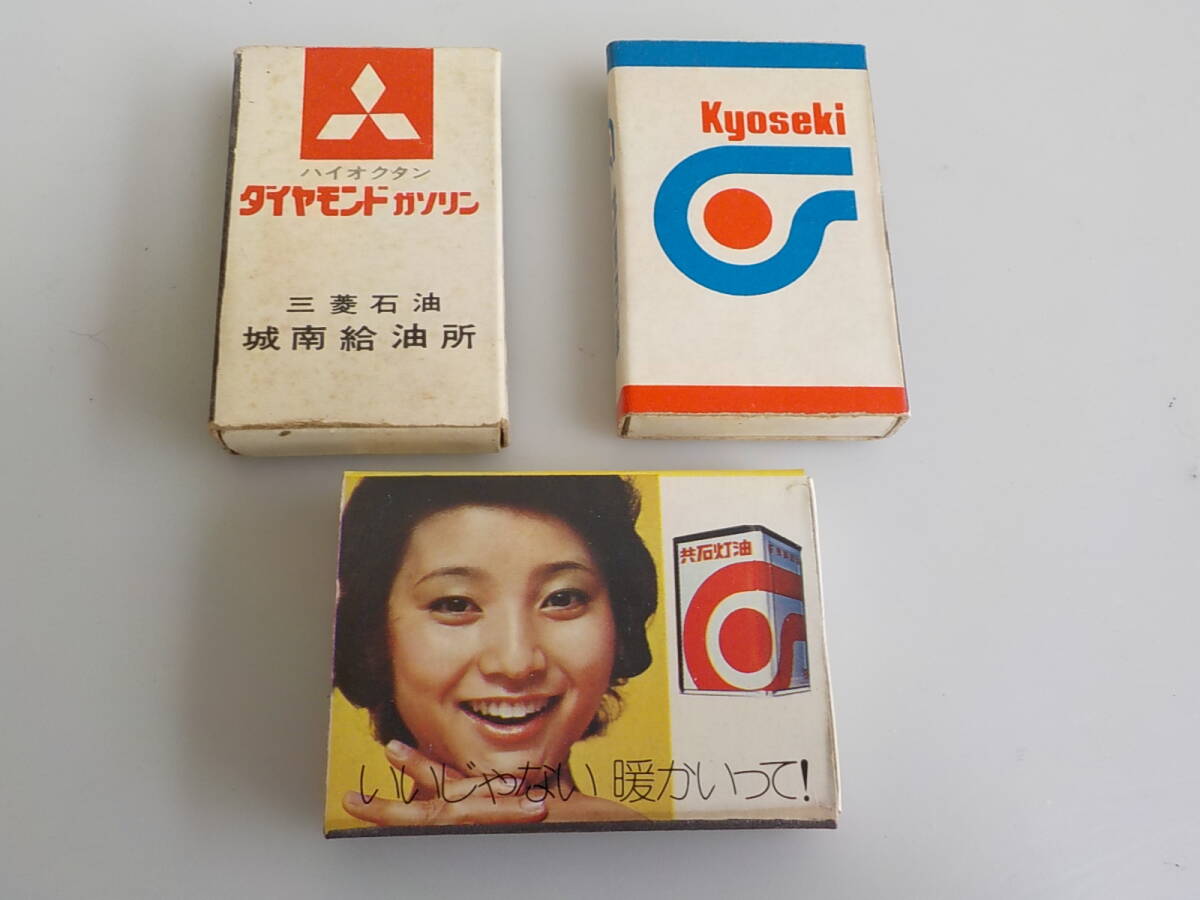 ハイオクタン
ダイヤモンド ガソリン
三菱石油
城南給油所
Kyoseki
共石灯油
いいじゃない 暖かいって!